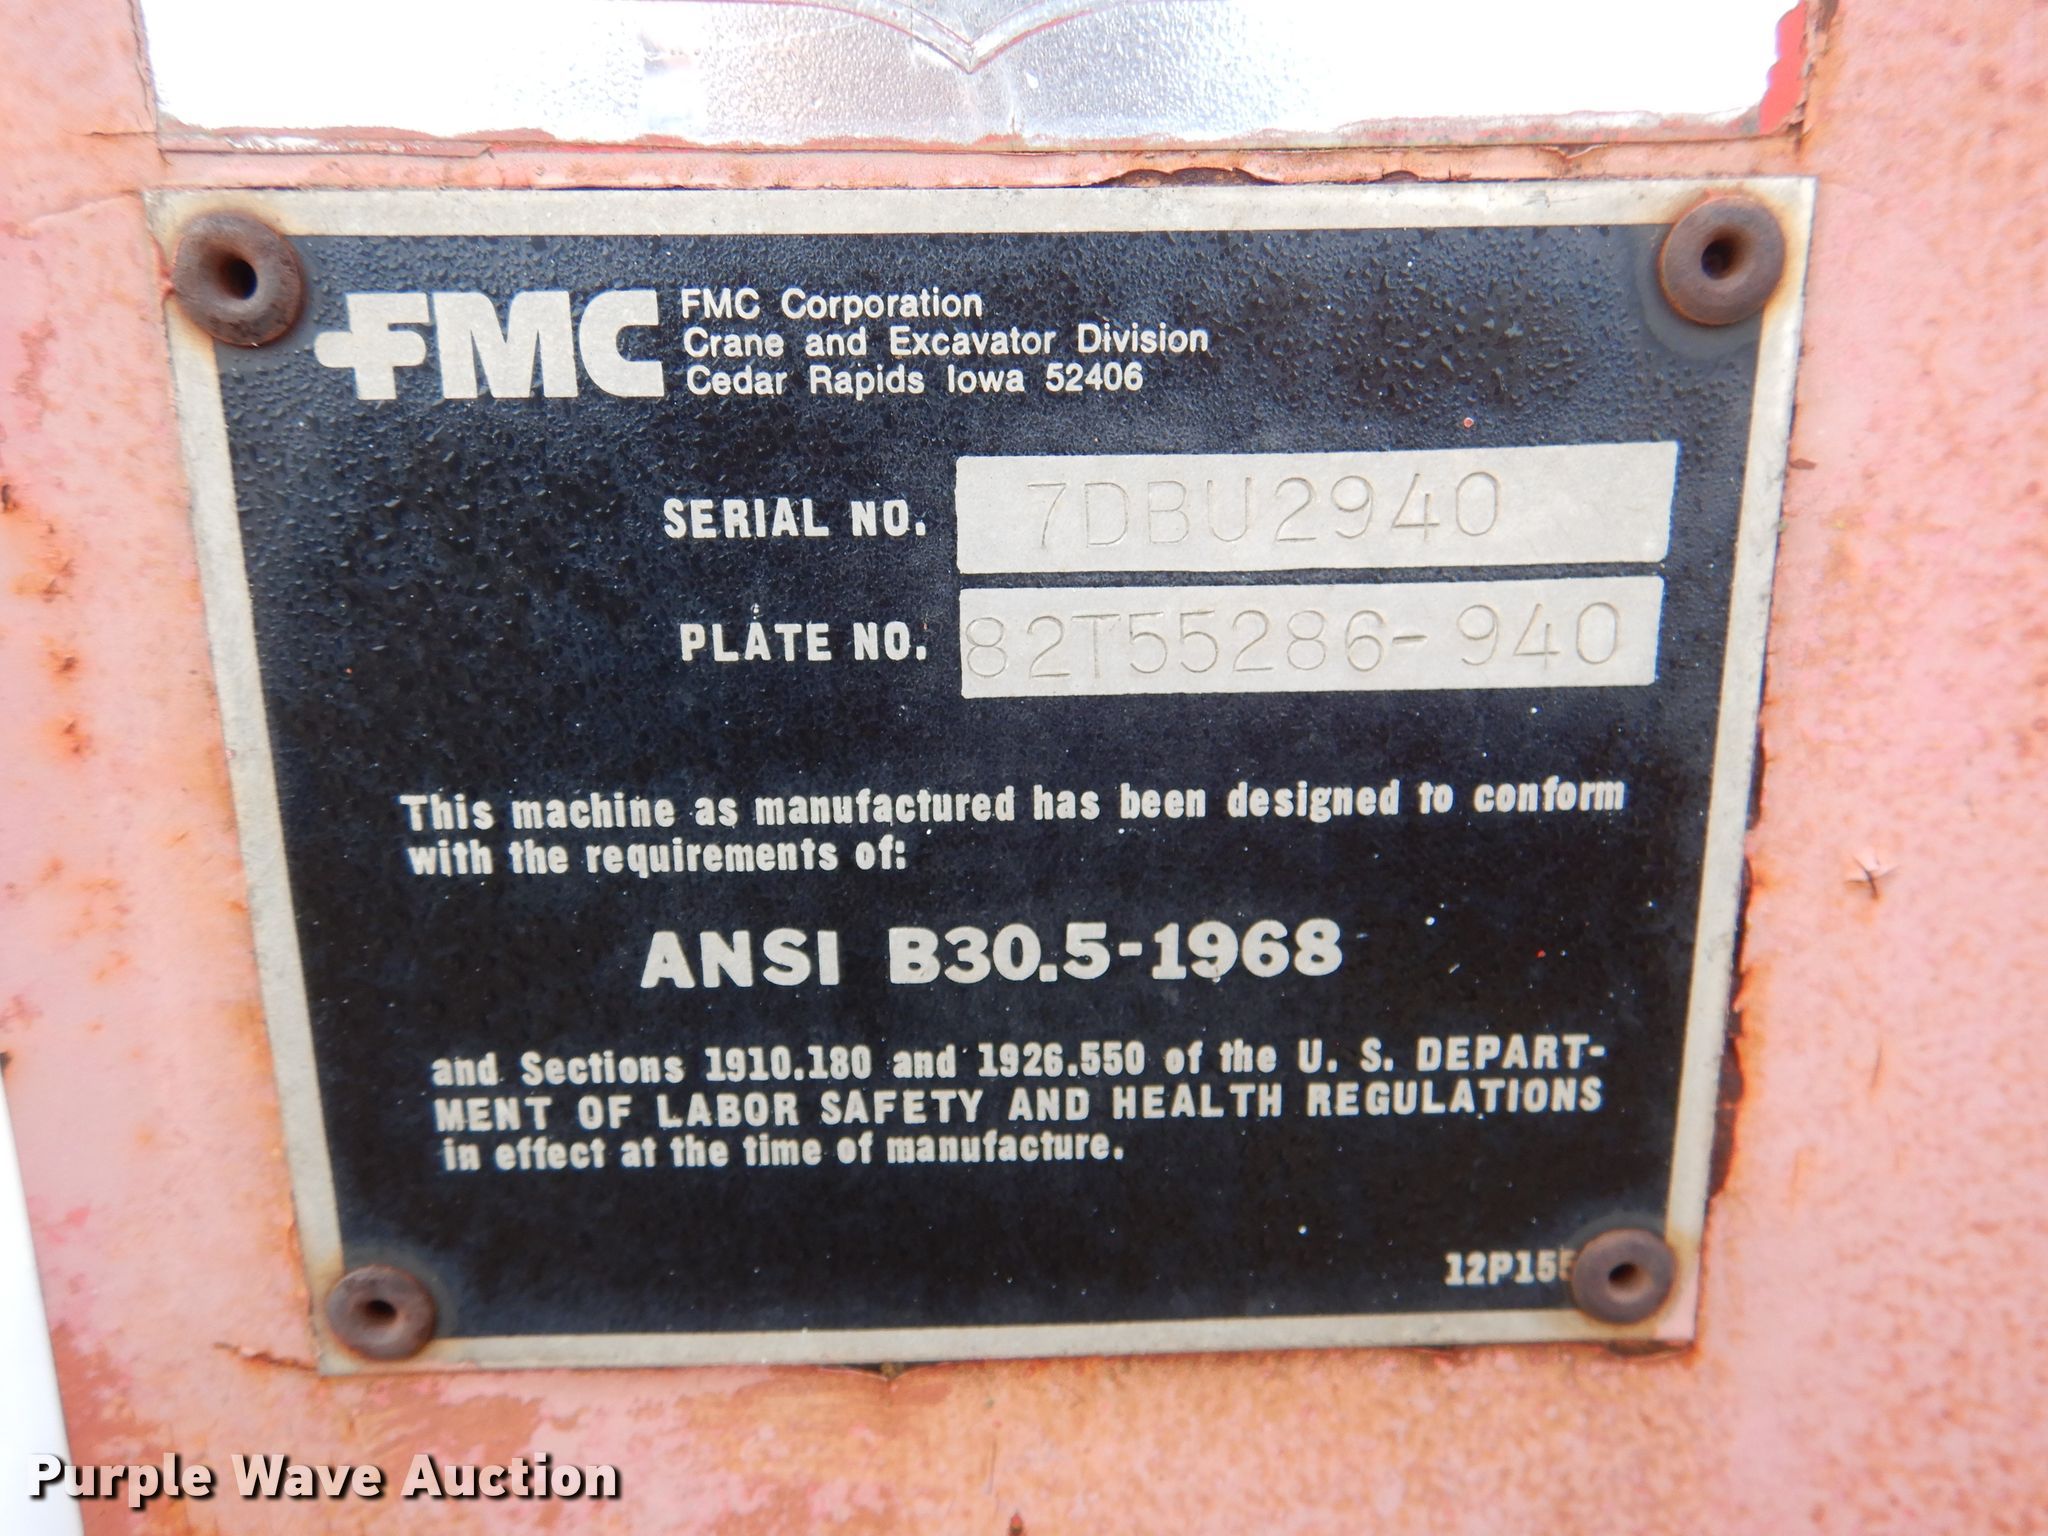 FMC
FMC Corporation
Crane and Excavator Division
Cedar Rapids Iowa 52406
SERIAL NO. 7DBU2940
PLATE NO. 82T55286-940
This machine as manufactured has been designed to conform
with the requirements of:
ANSI B30.5-1968
and Sections 1910.180 and 1926.550 of the U. S. DEPART-
MENT OF LABOR SAFETY AND HEALTH REGULATIONS
in effect at the time of manufacture.
Purple Wave Auction